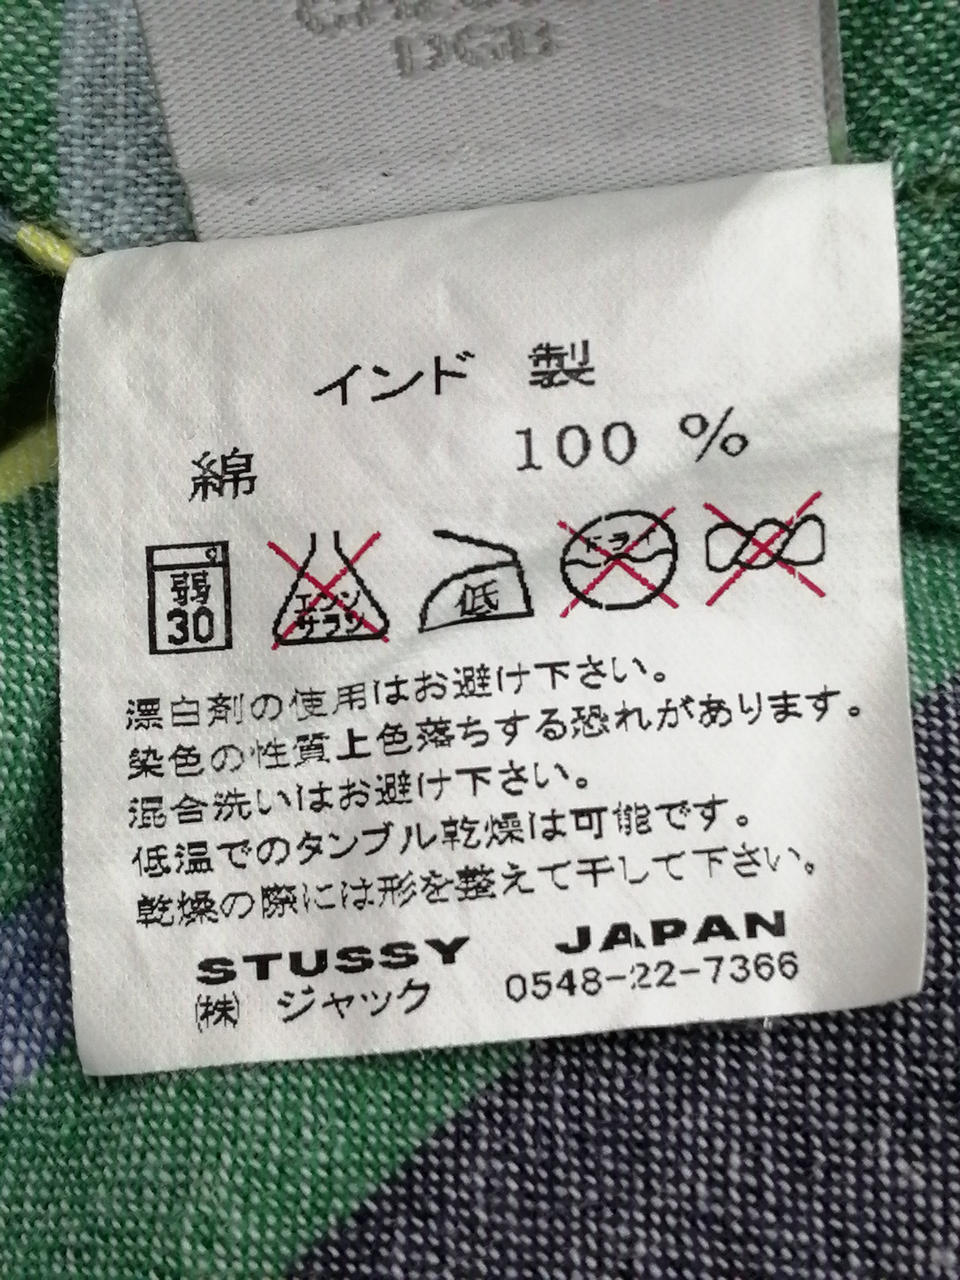 インド 製
綿 100 %
弱 30 エンソ サラシ 低 ドライ
漂白剤の使用はお避け下さい。
染色の性質上色落ちする恐れがあります。
混合洗いはお避け下さい。
低温でのタンブル乾燥は可能です。
乾燥の際には形を整えて干して下さい。
STUSSY JAPAN
㈱ ジャック 0548-22-7366